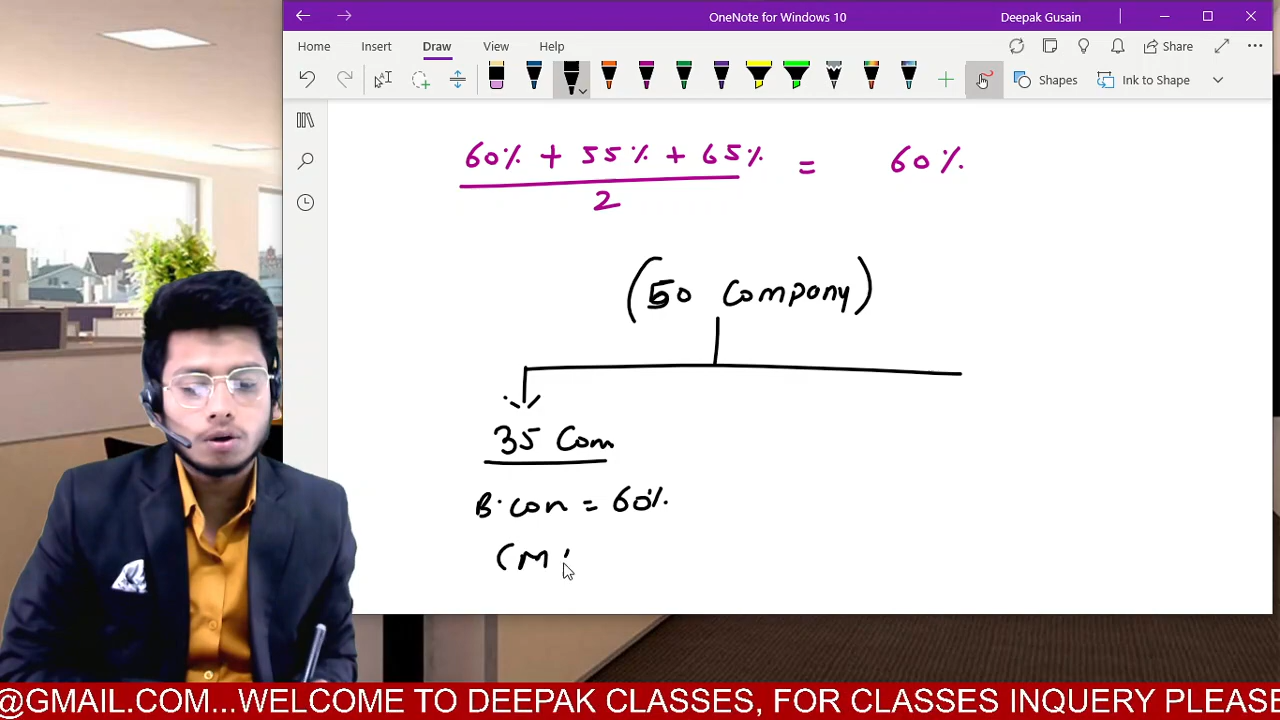 OneNote for Windows 10
Deepak Gusain
Home Insert Draw View Help
Share
Shapes
Ink to Shape
60% + 55% + 65% = 60%
2
(50 Company)
35 Com
B.Con = 60%
(M
@GMAIL.COM...WELCOME TO DEEPAK CLASSES, FOR CLASSES INQUERY PLEASE